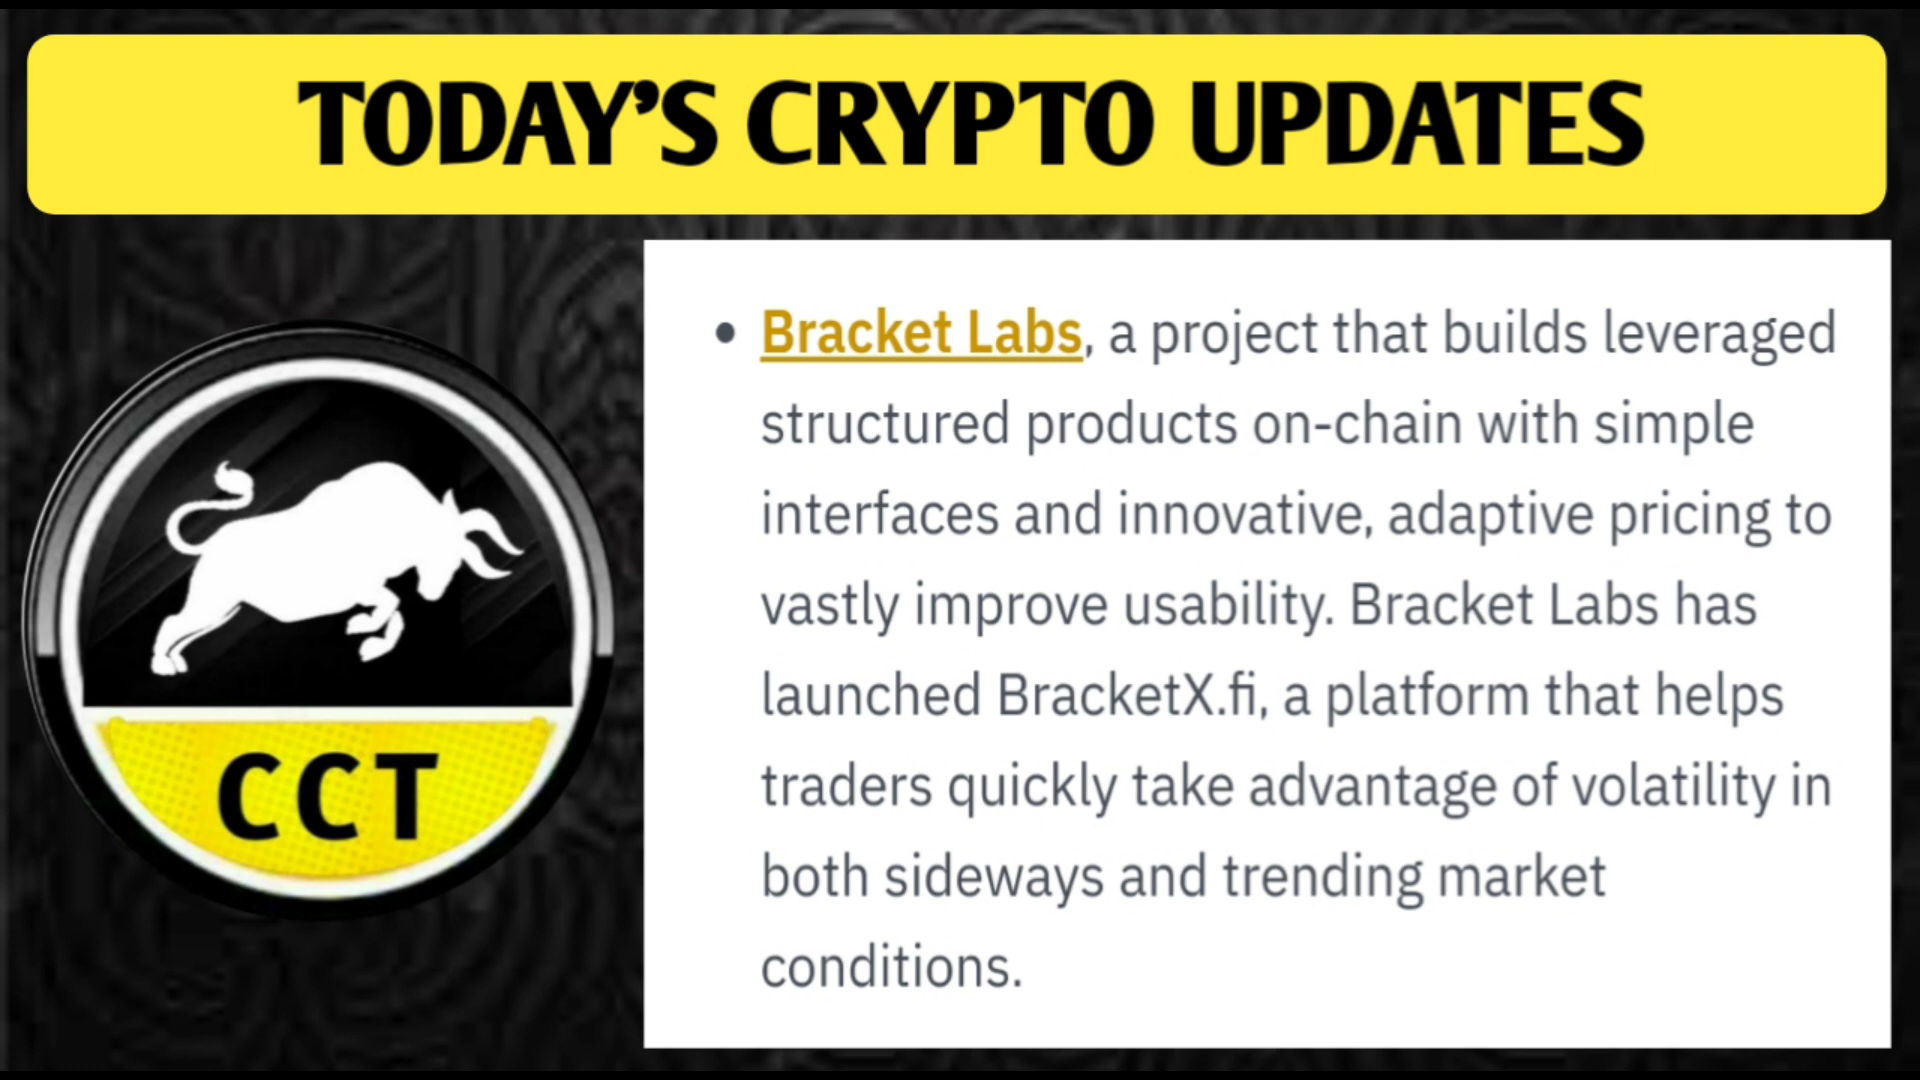 TODAY'S CRYPTO UPDATES
CCT
• Bracket Labs, a project that builds leveraged
structured products on-chain with simple
interfaces and innovative, adaptive pricing to
vastly improve usability. Bracket Labs has
launched BracketX.fi, a platform that helps
traders quickly take advantage of volatility in
both sideways and trending market
conditions.